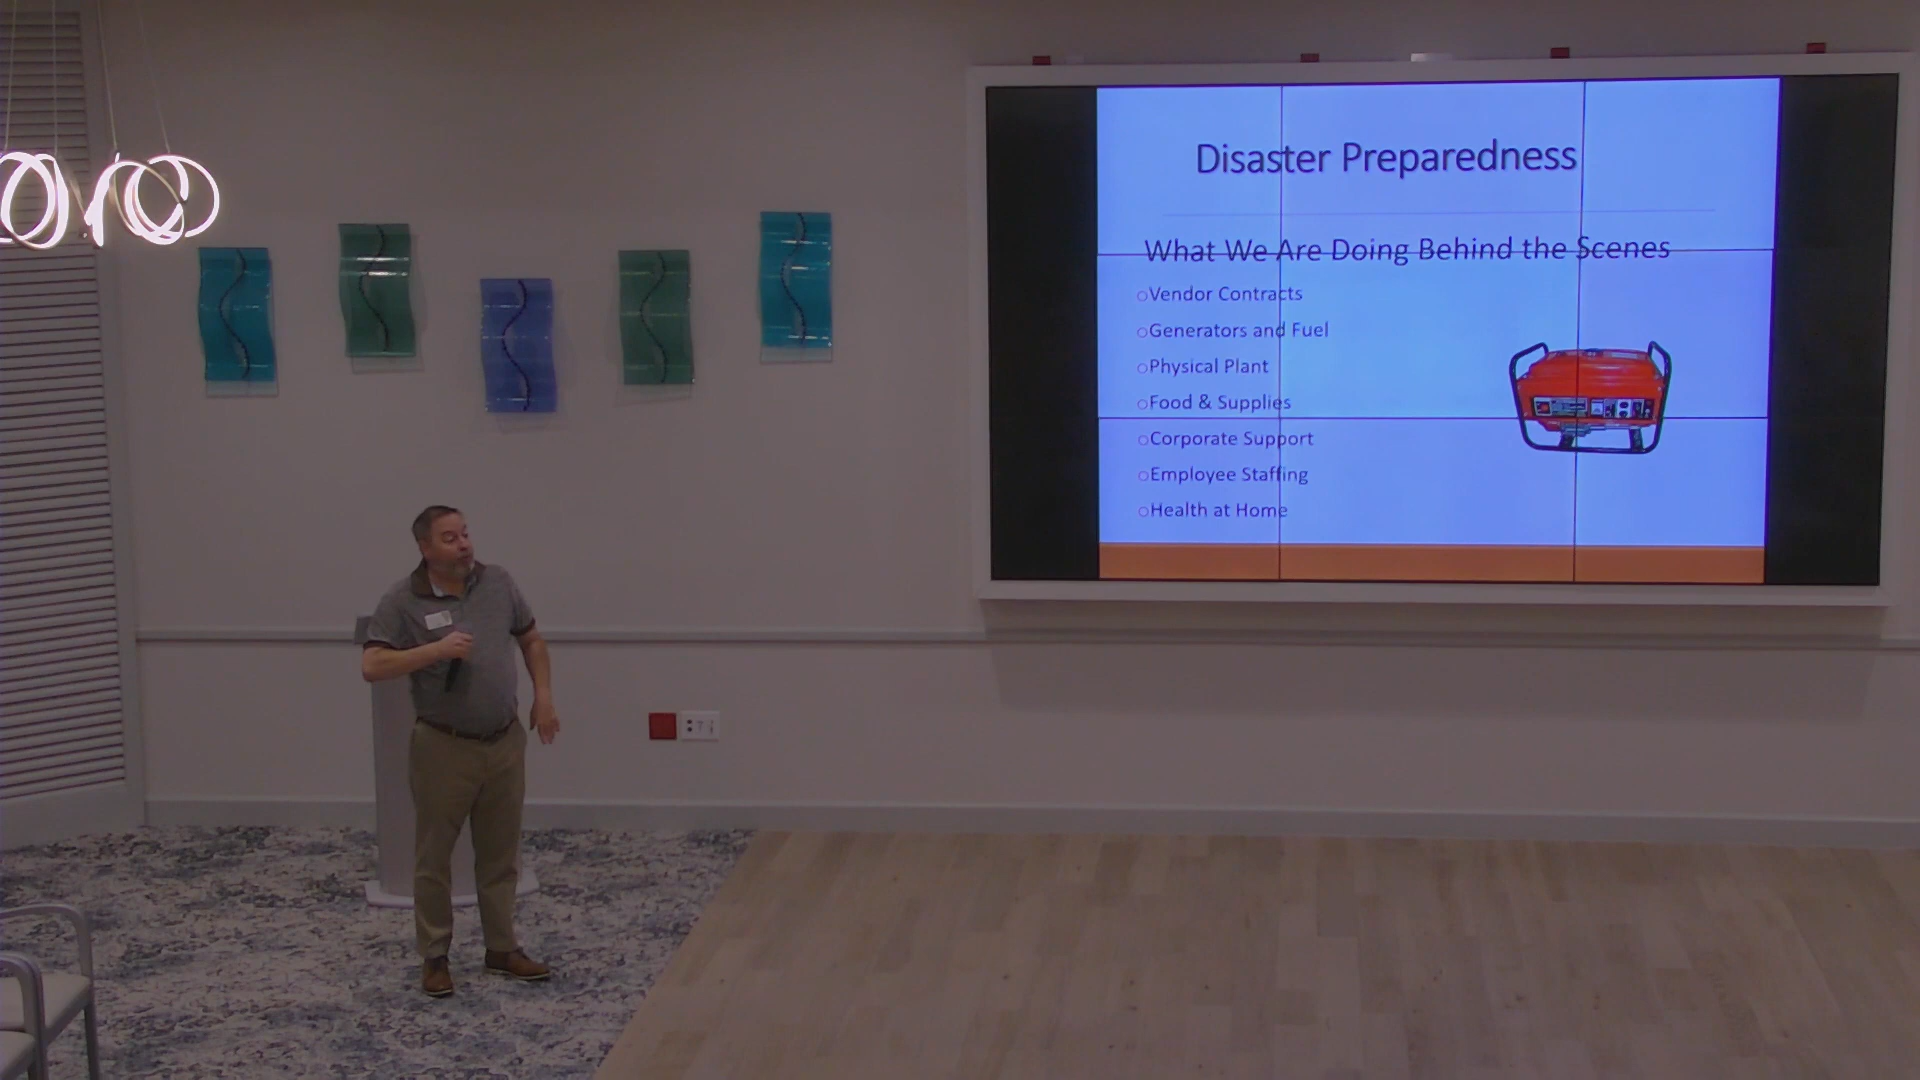 Disaster Preparedness
What We Are Doing Behind the Scenes
Vendor Contracts
Generators and Fuel
Physical Plant
Food & Supplies
Corporate Support
Employee Staffing
Health at Home